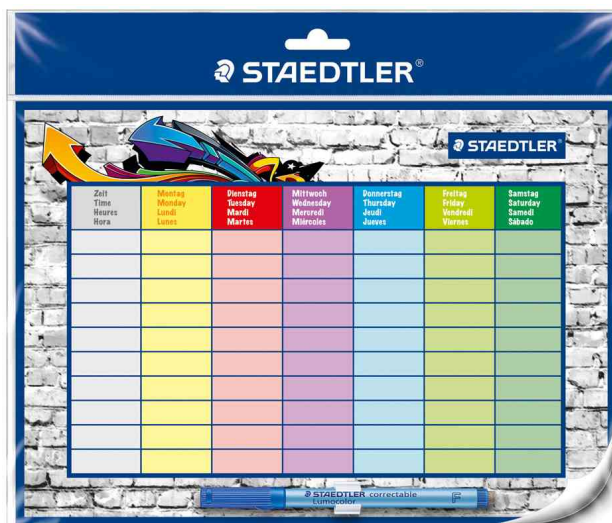 STAEDTLER®
STAEDTLER
Zeit
Time
Heures
Hora
Montag
Monday
Lundi
Lunes
Dienstag
Tuesday
Mardi
Martes
Mittwoch
Wednesday
Mercredi
Miércoles
Donnerstag
Thursday
Jeudi
Jueves
Freitag
Friday
Vendredi
Viernes
Samstag
Saturday
Samedi
Sábado
STAEDTLER correctable
Lumocolor
F